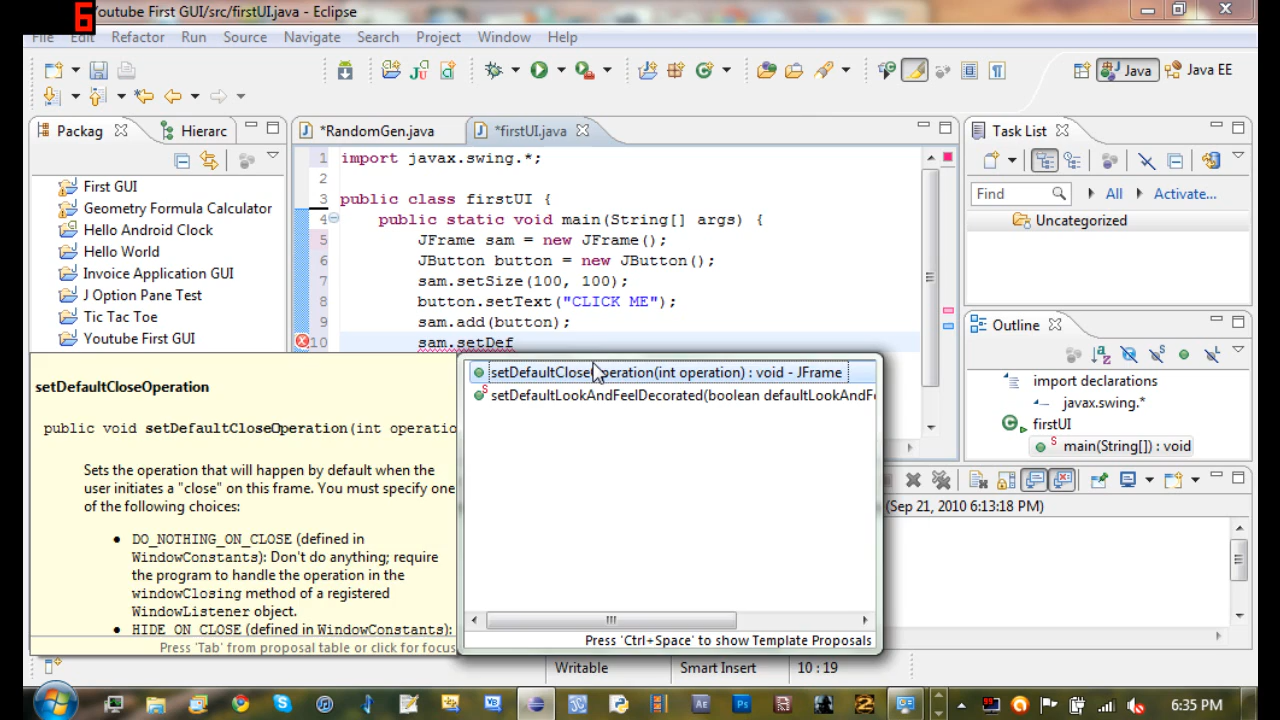 6
Youtube First GUI/src/firstUI.java - Eclipse
File Edit Refactor Run Source Navigate Search Project Window Help
Java Java EE
Packag Hierarc
*RandomGen.java *firstUI.java
Task List
First GUI
Geometry Formula Calculator
Hello Android Clock
Hello World
Invoice Application GUI
J Option Pane Test
Tic Tac Toe
Youtube First GUI
1 import javax.swing.*;
2
3 public class firstUI {
4 public static void main(String[] args) {
5 JFrame sam = new JFrame();
6 JButton button = new JButton();
7 sam.setSize(100, 100);
8 button.setText("CLICK ME");
9 sam.add(button);
10 sam.setDef
Find All Activate...
Uncategorized
Outline
import declarations
javax.swing.*
firstUI
main(String[]) : void
setDefaultCloseOperation
public void setDefaultCloseOperation(int operatio
Sets the operation that will happen by default when the
user initiates a "close" on this frame. You must specify one
of the following choices:
• DO_NOTHING_ON_CLOSE (defined in
WindowConstants): Don't do anything; require
the program to handle the operation in the
windowClosing method of a registered
WindowListener object.
• HIDE_ON_CLOSE (defined in WindowConstants):
Press 'Tab' from proposal table or click for focus
setDefaultCloseOperation(int operation) : void - JFrame
setDefaultLookAndFeelDecorated(boolean defaultLookAndFe
Press 'Ctrl+Space' to show Template Proposals
(Sep 21, 2010 6:13:18 PM)
Writable Smart Insert 10 : 19
6:35 PM